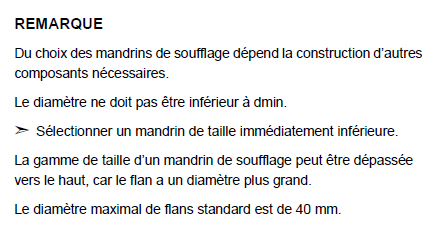 REMARQUE
Du choix des mandrins de soufflage dépend la construction d'autres
composants nécessaires.
Le diamètre ne doit pas être inférieur à dmin.
➣ Sélectionner un mandrin de taille immédiatement inférieure.
La gamme de taille d'un mandrin de soufflage peut être dépassée
vers le haut, car le flan a un diamètre plus grand.
Le diamètre maximal de flans standard est de 40 mm.